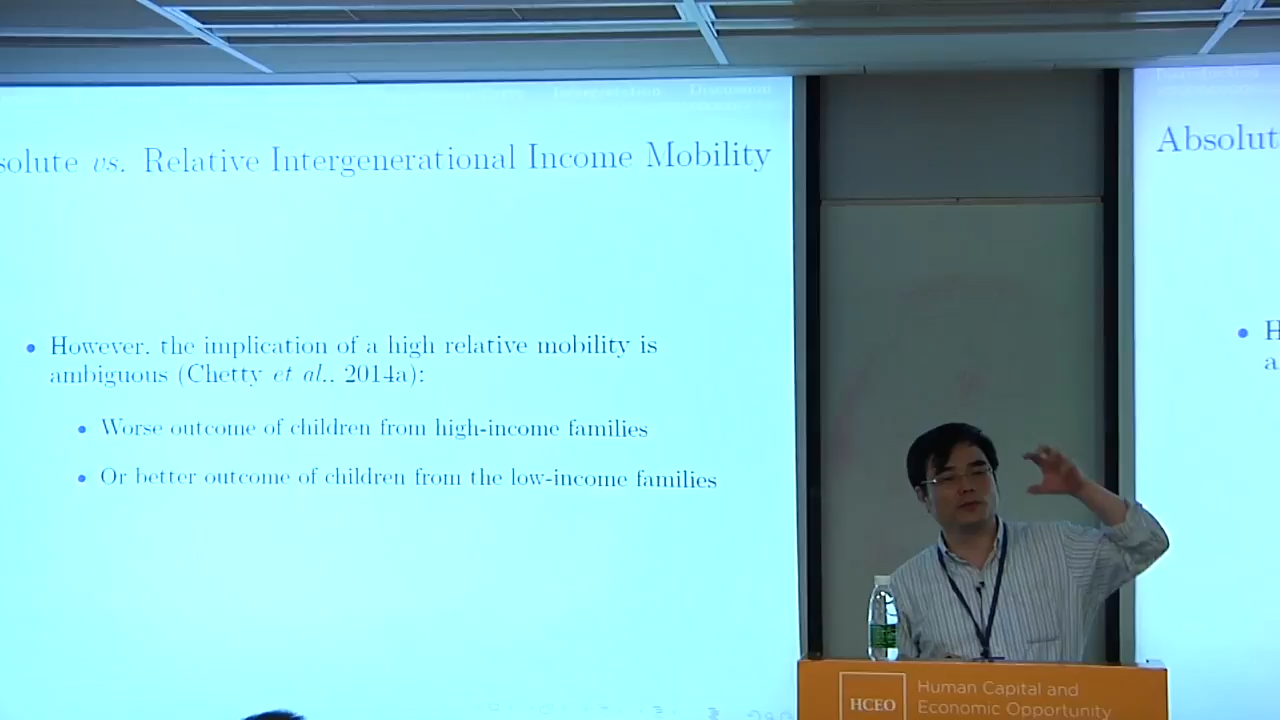 Interpretation Discussion
solute vs. Relative Intergenerational Income Mobility
• However, the implication of a high relative mobility is
ambiguous (Chetty et al., 2014a):
• Worse outcome of children from high-income families
• Or better outcome of children from the low-income families
Absolut
• H
a
HCEO
Human Capital and
Economic Opportunity